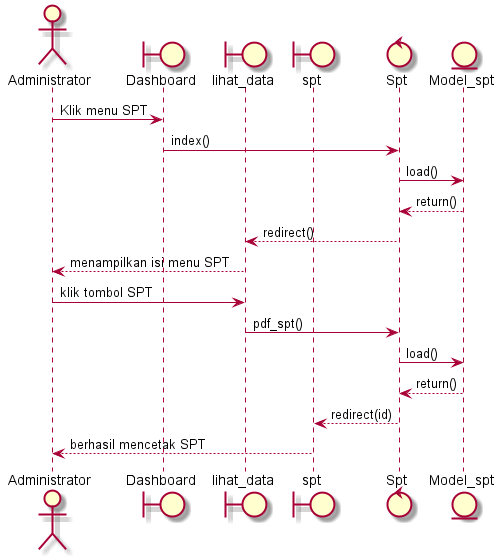 Administrator
Dashboard
lihat_data
spt
Spt
Model_spt
Klik menu SPT
index()
load()
return()
redirect()
menampilkan isi menu SPT
klik tombol SPT
pdf_spt()
load()
return()
redirect(id)
berhasil mencetak SPT
Administrator
Dashboard
lihat_data
spt
Spt
Model_spt